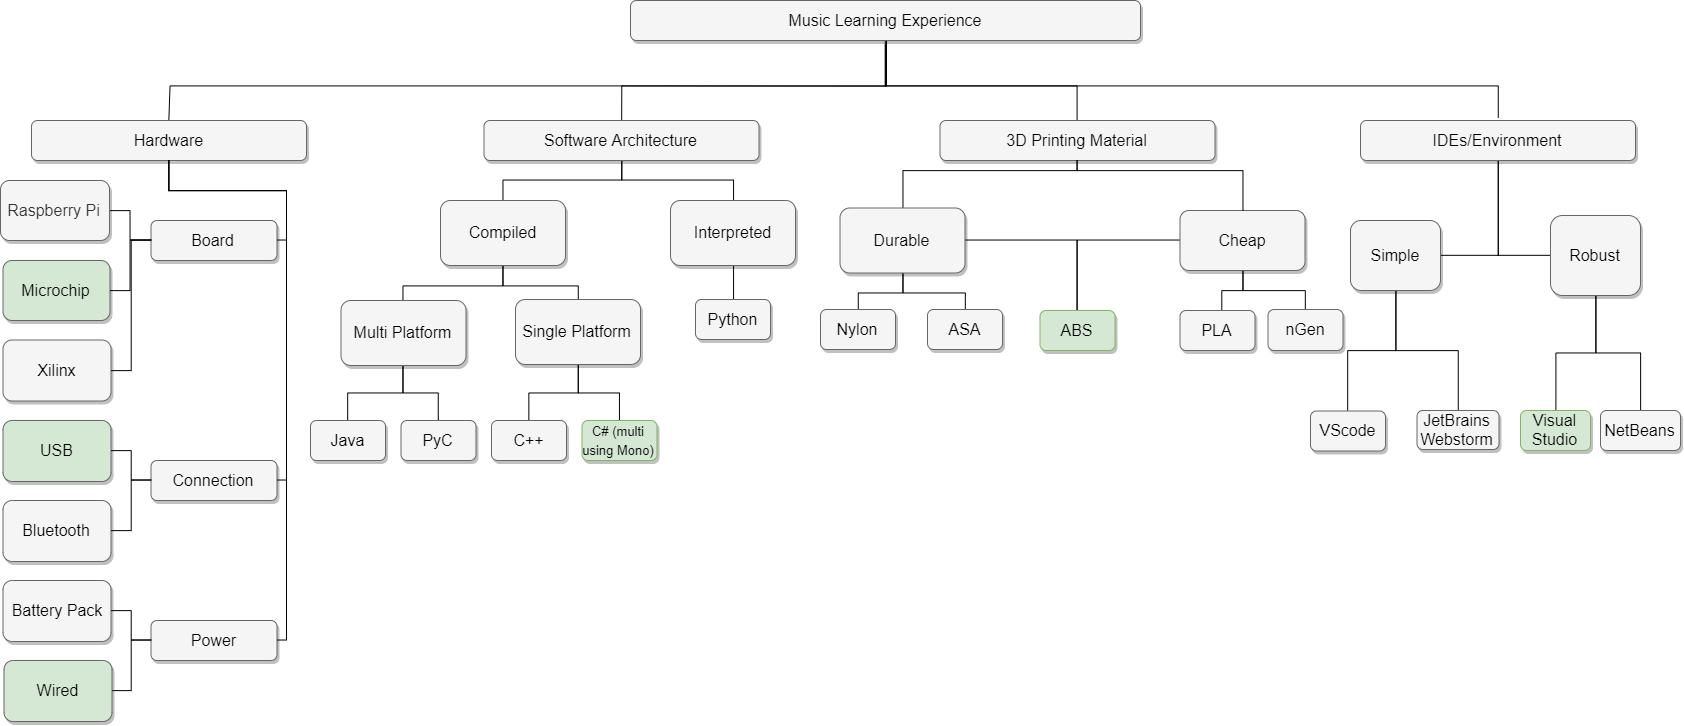 Music Learning Experience
Hardware
Software Architecture
3D Printing Material
IDEs/Environment
Raspberry Pi
Board
Microchip
Xilinx
USB
Connection
Bluetooth
Battery Pack
Power
Wired
Compiled
Interpreted
Multi Platform
Single Platform
Python
Java
PyC
C++
C# (multi
using Mono)
Durable
Cheap
Nylon
ASA
ABS
PLA
nGen
Simple
Robust
VScode
JetBrains
Webstorm
Visual
Studio
NetBeans